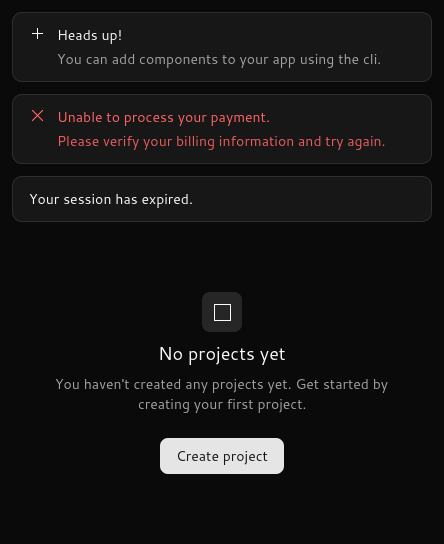 Heads up!
You can add components to your app using the cli.
Unable to process your payment.
Please verify your billing information and try again.
Your session has expired.
No projects yet
You haven't created any projects yet. Get started by
creating your first project.
Create project